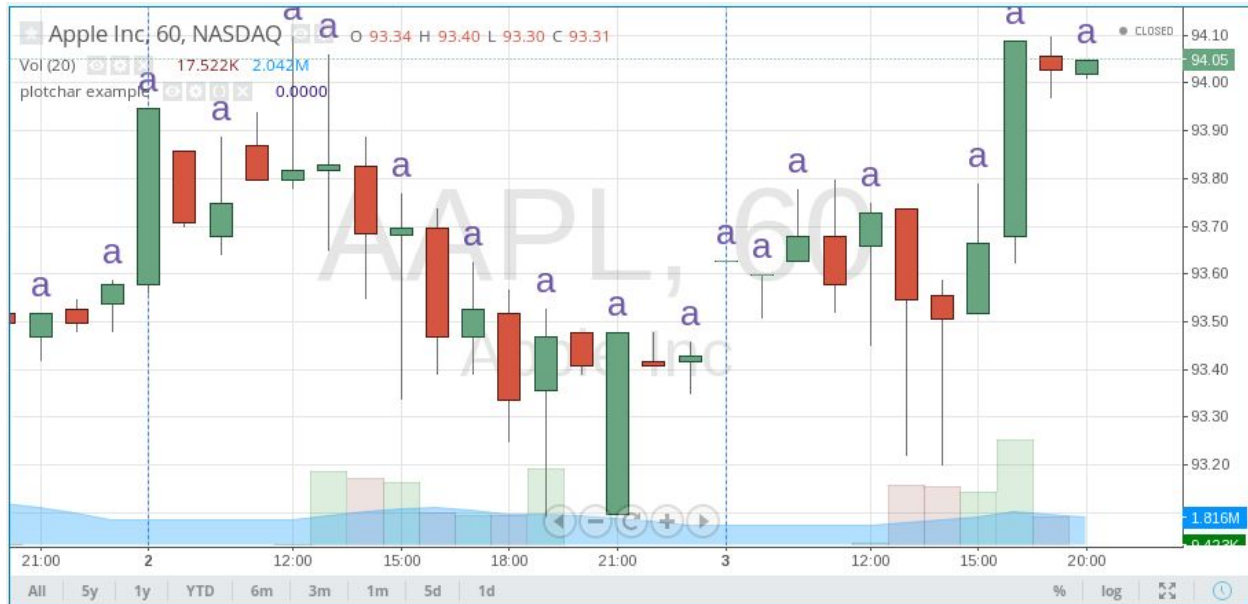 Apple Inc, 60, NASDAQ O 93.34 H 93.40 L 93.30 C 93.31
Vol (20) 17.522K 2.042M
plotchar example 0.0000
CLOSED
a a a a a a a a a a a a a a a a a a
AAPL, 60
Apple Inc
94.10
94.05
94.00
93.90
93.80
93.70
93.60
93.50
93.40
93.30
93.20
1.816M
9.423K
21:00 2 12:00 15:00 18:00 21:00 3 12:00 15:00 20:00
All 5y 1y YTD 6m 3m 1m 5d 1d % log